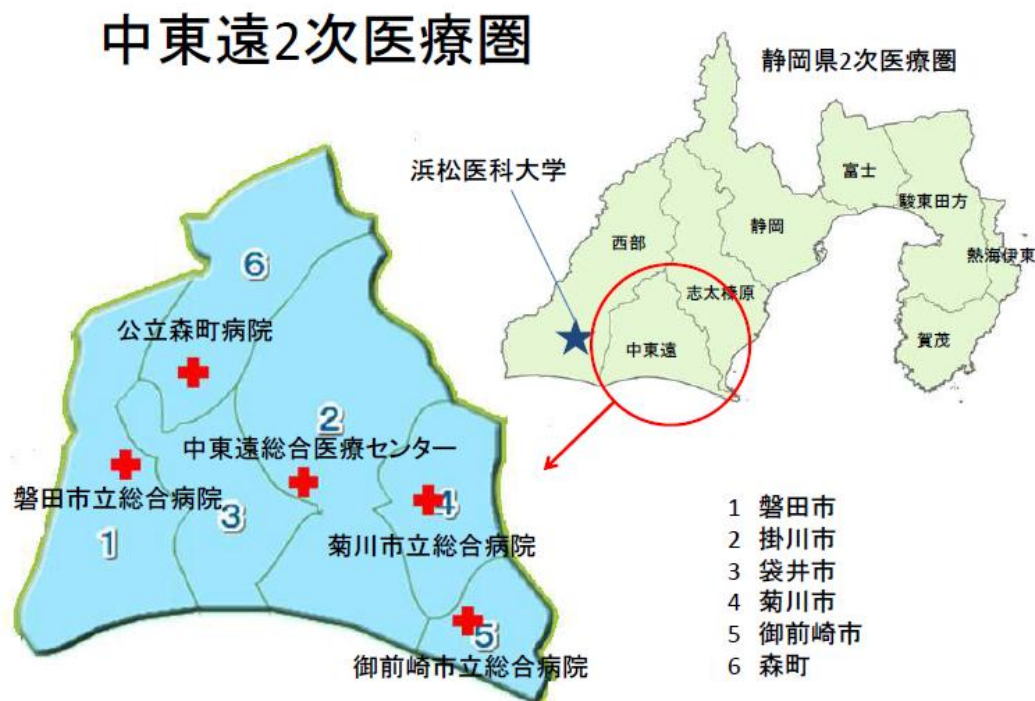 中東遠2次医療圏
静岡県2次医療圏
浜松医科大学
富士
駿東田方
静岡
西部
熱海伊東
志太榛原
中東遠
賀茂
6
公立森町病院
2
中東遠総合医療センター
磐田市立総合病院
4
3
1
菊川市立総合病院
5
御前崎市立総合病院
1 磐田市
2 掛川市
3 袋井市
4 菊川市
5 御前崎市
6 森町